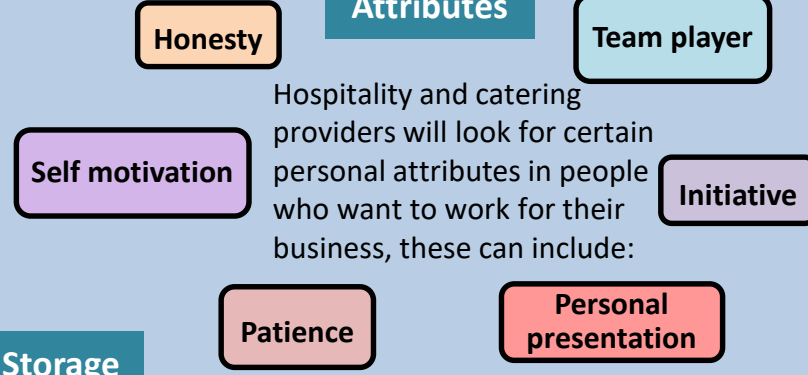 Attributes
Honesty
Team player
Hospitality and catering
providers will look for certain
personal attributes in people
who want to work for their
business, these can include:
Self motivation
Initiative
Patience
Personal
presentation
Storage